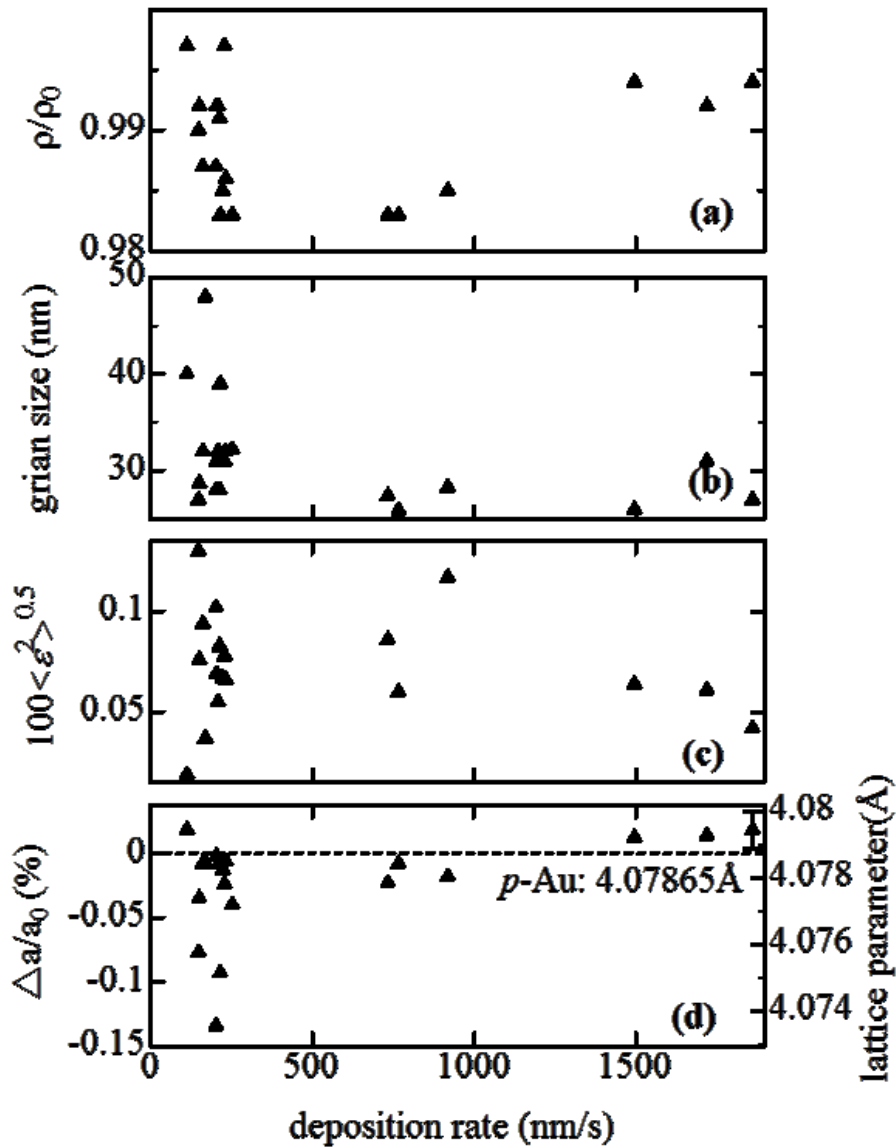 ρ/ρ0
0.99
0.98
(a)
grian size (nm)
50
40
30
(b)
100<ε2>0.5
0.1
0.05
(c)
△a/a0 (%)
0
-0.05
-0.1
-0.15
p-Au: 4.07865Å
(d)
4.08
4.078
4.076
4.074
lattice parameter(Å)
0 500 1000 1500
deposition rate (nm/s)